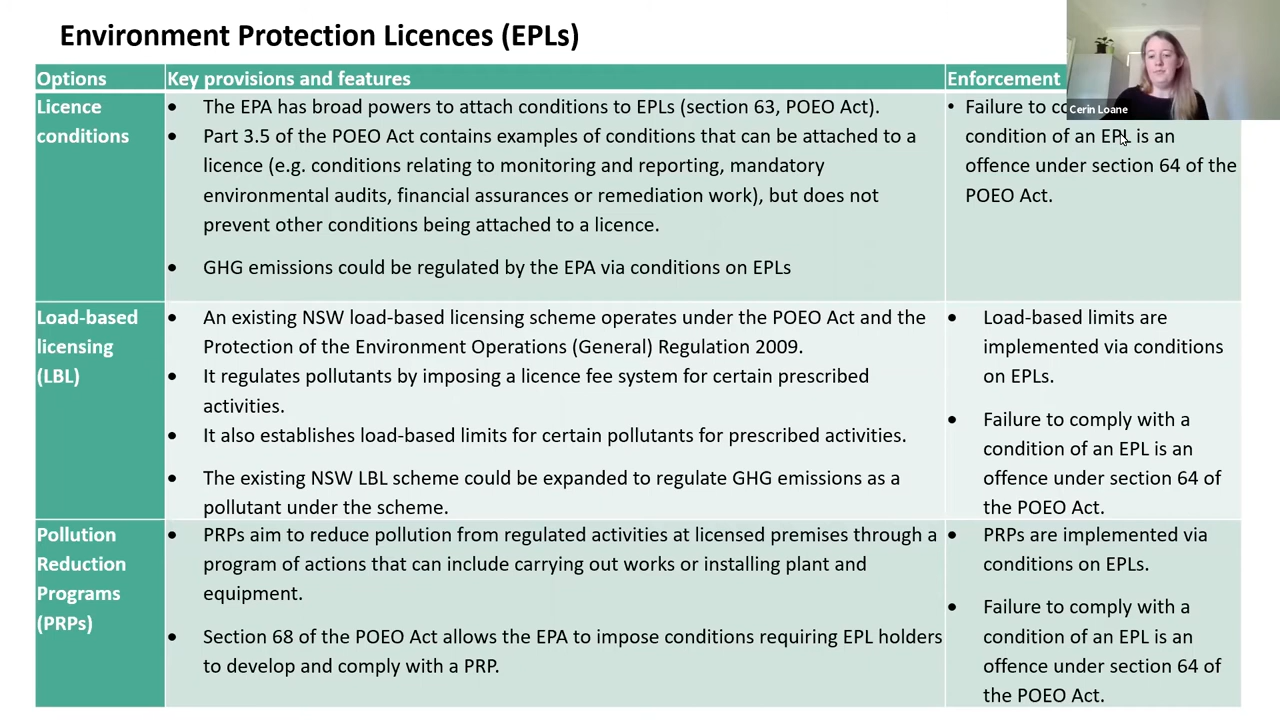 Environment Protection Licences (EPLs)
Options
Key provisions and features
Enforcement
Licence
conditions
• The EPA has broad powers to attach conditions to EPLs (section 63, POEO Act).
• Part 3.5 of the POEO Act contains examples of conditions that can be attached to a
licence (e.g. conditions relating to monitoring and reporting, mandatory
environmental audits, financial assurances or remediation work), but does not
prevent other conditions being attached to a licence.
• GHG emissions could be regulated by the EPA via conditions on EPLs
Cerin Loane
• Failure to
condition of an EPL is an
offence under section 64 of the
POEO Act.
Load-based
licensing
(LBL)
• An existing NSW load-based licensing scheme operates under the POEO Act and the
Protection of the Environment Operations (General) Regulation 2009.
• It regulates pollutants by imposing a licence fee system for certain prescribed
activities.
• It also establishes load-based limits for certain pollutants for prescribed activities.
• The existing NSW LBL scheme could be expanded to regulate GHG emissions as a
pollutant under the scheme.
• Load-based limits are
implemented via conditions
on EPLs.
• Failure to comply with a
condition of an EPL is an
offence under section 64 of
the POEO Act.
Pollution
Reduction
Programs
(PRPs)
• PRPs aim to reduce pollution from regulated activities at licensed premises through a
program of actions that can include carrying out works or installing plant and
equipment.
• Section 68 of the POEO Act allows the EPA to impose conditions requiring EPL holders
to develop and comply with a PRP.
• PRPs are implemented via
conditions on EPLs.
• Failure to comply with a
condition of an EPL is an
offence under section 64 of
the POEO Act.